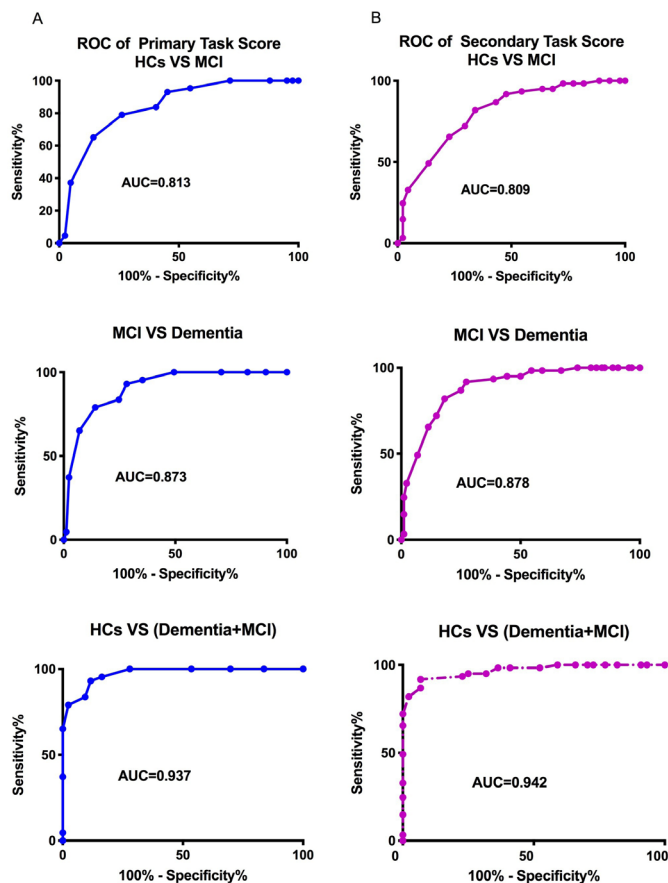 A
B
ROC of Primary Task Score
HCs VS MCI
Sensitivity%
100
80
60
40
20
0
AUC=0.813
0
50
100
100% - Specificity%
ROC of Secondary Task Score
HCs VS MCI
Sensitivity%
100
50
0
AUC=0.809
0
50
100
100% - Specificity%
MCI VS Dementia
Sensitivity%
100
50
0
AUC=0.873
0
50
100
100% - Specificity%
MCI VS Dementia
Sensitivity%
100
50
0
AUC=0.878
0
50
100
100% - Specificity%
HCs VS (Dementia+MCI)
Sensitivity%
100
50
0
AUC=0.937
0
50
100
100% - Specificity%
HCs VS (Dementia+MCI)
Sensitivity%
100
50
0
AUC=0.942
0
50
100
100% - Specificity%